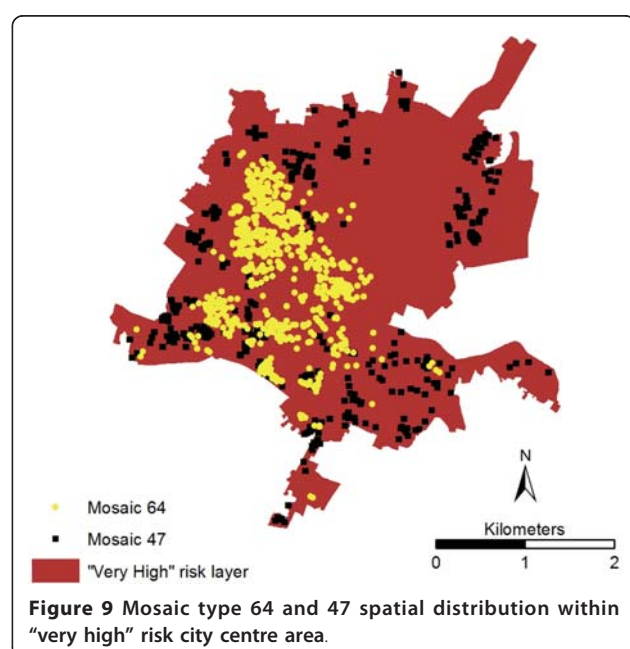 N
Mosaic 64
Mosaic 47
"Very High" risk layer
Kilometers
0 1 2
Figure 9 Mosaic type 64 and 47 spatial distribution within
“very high” risk city centre area.